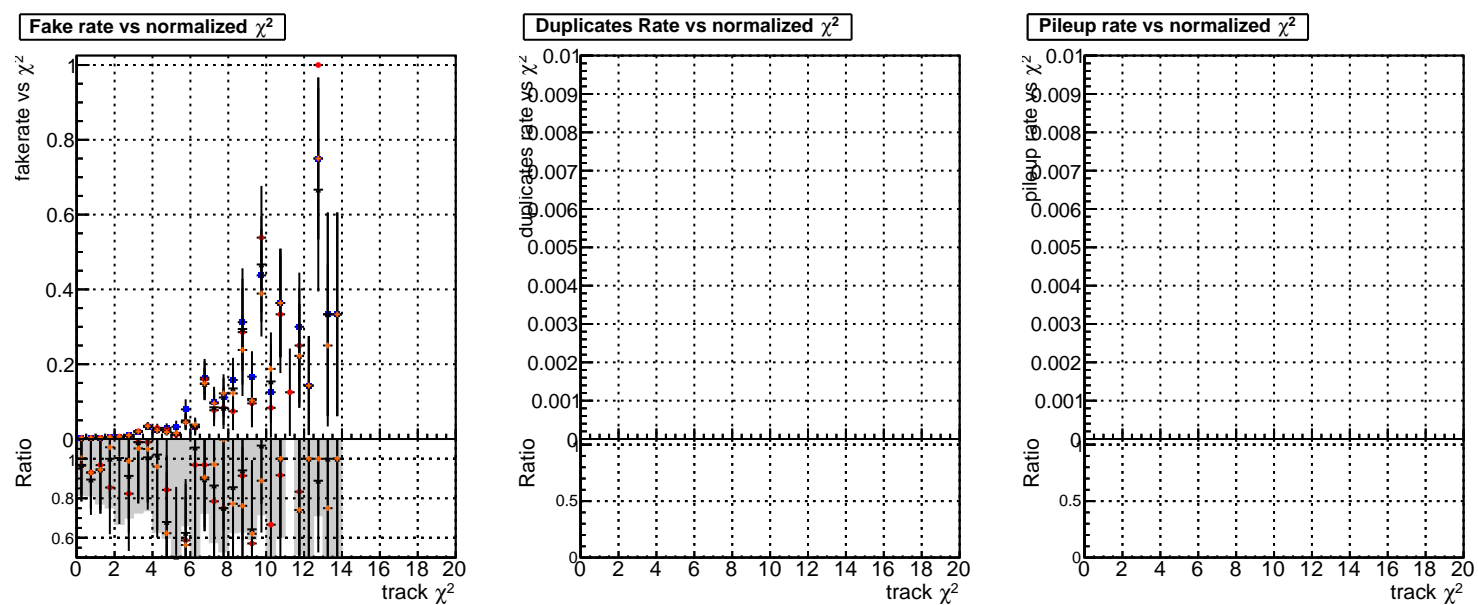 Fake rate vs normalized χ²
fakerate vs χ²
1
0.8
0.6
0.4
0.2
0
Ratio
1
0.8
0.6
0 2 4 6 8 10 12 14 16 18 20
track χ²
Duplicates Rate vs normalized χ²
duplicates rate vs χ²
0.01
0.009
0.008
0.007
0.006
0.005
0.004
0.003
0.002
0.001
0
Ratio
1
0.5
0
0 2 4 6 8 10 12 14 16 18 20
track χ²
Pileup rate vs normalized χ²
pileup rate vs χ²
0.01
0.009
0.008
0.007
0.006
0.005
0.004
0.003
0.002
0.001
0
Ratio
1
0.5
0
0 2 4 6 8 10 12 14 16 18 20
track χ²